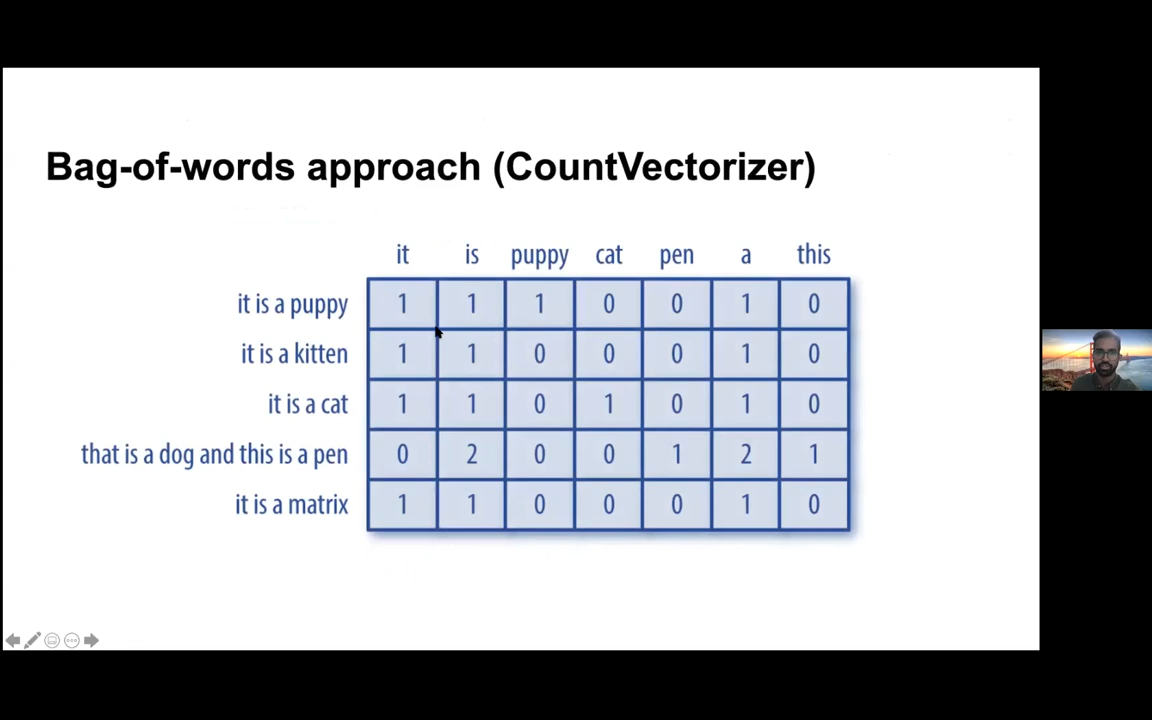 Bag-of-words approach (CountVectorizer)
it is puppy cat pen a this
it is a puppy 1 1 1 0 0 1 0
it is a kitten 1 1 0 0 0 1 0
it is a cat 1 1 0 1 0 1 0
that is a dog and this is a pen 0 2 0 0 1 2 1
it is a matrix 1 1 0 0 0 1 0